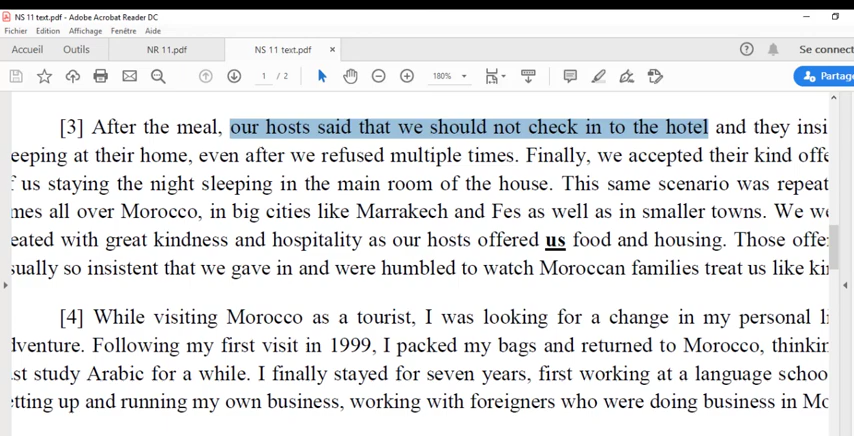 NS 11 text.pdf - Adobe Acrobat Reader DC
Fichier Edition Affichage Fenêtre Aide
Accueil Outils NR 11.pdf NS 11 text.pdf × ? Se connect
1 / 2 180% Partag
[3] After the meal, our hosts said that we should not check in to the hotel and they insi
eeping at their home, even after we refused multiple times. Finally, we accepted their kind offe
f us staying the night sleeping in the main room of the house. This same scenario was repeat
mes all over Morocco, in big cities like Marrakech and Fes as well as in smaller towns. We we
eated with great kindness and hospitality as our hosts offered us food and housing. Those offe
sually so insistent that we gave in and were humbled to watch Moroccan families treat us like kin
[4] While visiting Morocco as a tourist, I was looking for a change in my personal li
dventure. Following my first visit in 1999, I packed my bags and returned to Morocco, thinkin
st study Arabic for a while. I finally stayed for seven years, first working at a language schoo
etting up and running my own business, working with foreigners who were doing business in Mo